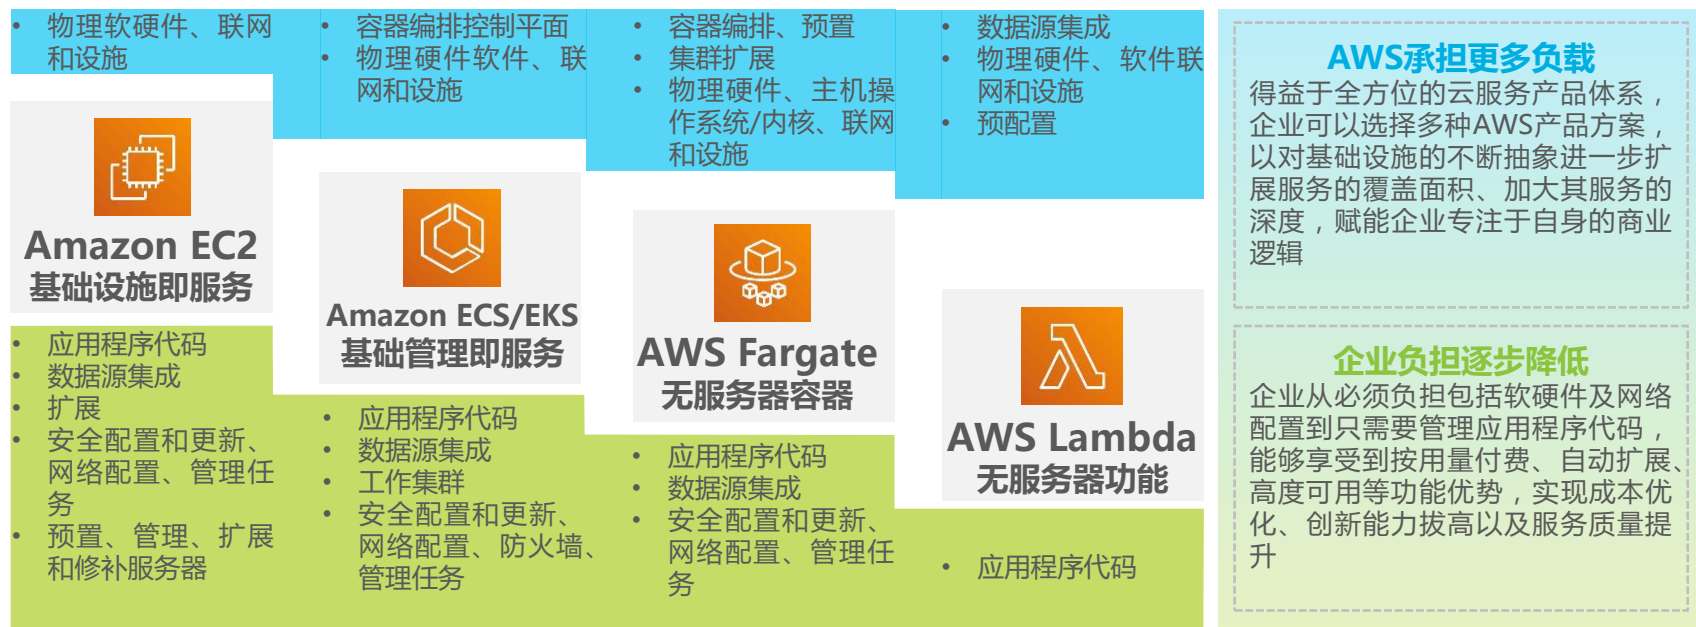 • 物理软硬件、联网
和设施
Amazon EC2
基础设施即服务
• 应用程序代码
• 数据源集成
• 扩展
• 安全配置和更新、
网络配置、管理任
务
• 预置、管理、扩展
和修补服务器
• 容器编排控制平面
• 物理硬件软件、联
网和设施
Amazon ECS/EKS
基础管理即服务
• 应用程序代码
• 数据源集成
• 工作集群
• 安全配置和更新、
网络配置、防火墙、
管理任务
• 容器编排、预置
• 集群扩展
• 物理硬件、主机操
作系统/内核、联网
和设施
AWS Fargate
无服务器容器
• 应用程序代码
• 数据源集成
• 安全配置和更新、
网络配置、管理任
务
• 数据源集成
• 物理硬件、软件联
网和设施
• 预配置
AWS Lambda
无服务器功能
• 应用程序代码
AWS承担更多负载
得益于全方位的云服务产品体系，
企业可以选择多种AWS产品方案，
以对基础设施的不断抽象进一步扩
展服务的覆盖面积、加大其服务的
深度，赋能企业专注于自身的商业
逻辑
企业负担逐步降低
企业从必须负担包括软硬件及网络
配置到只需要管理应用程序代码，
能够享受到按用量付费、自动扩展、
高度可用等功能优势，实现成本优
化、创新能力拔高以及服务质量提
升